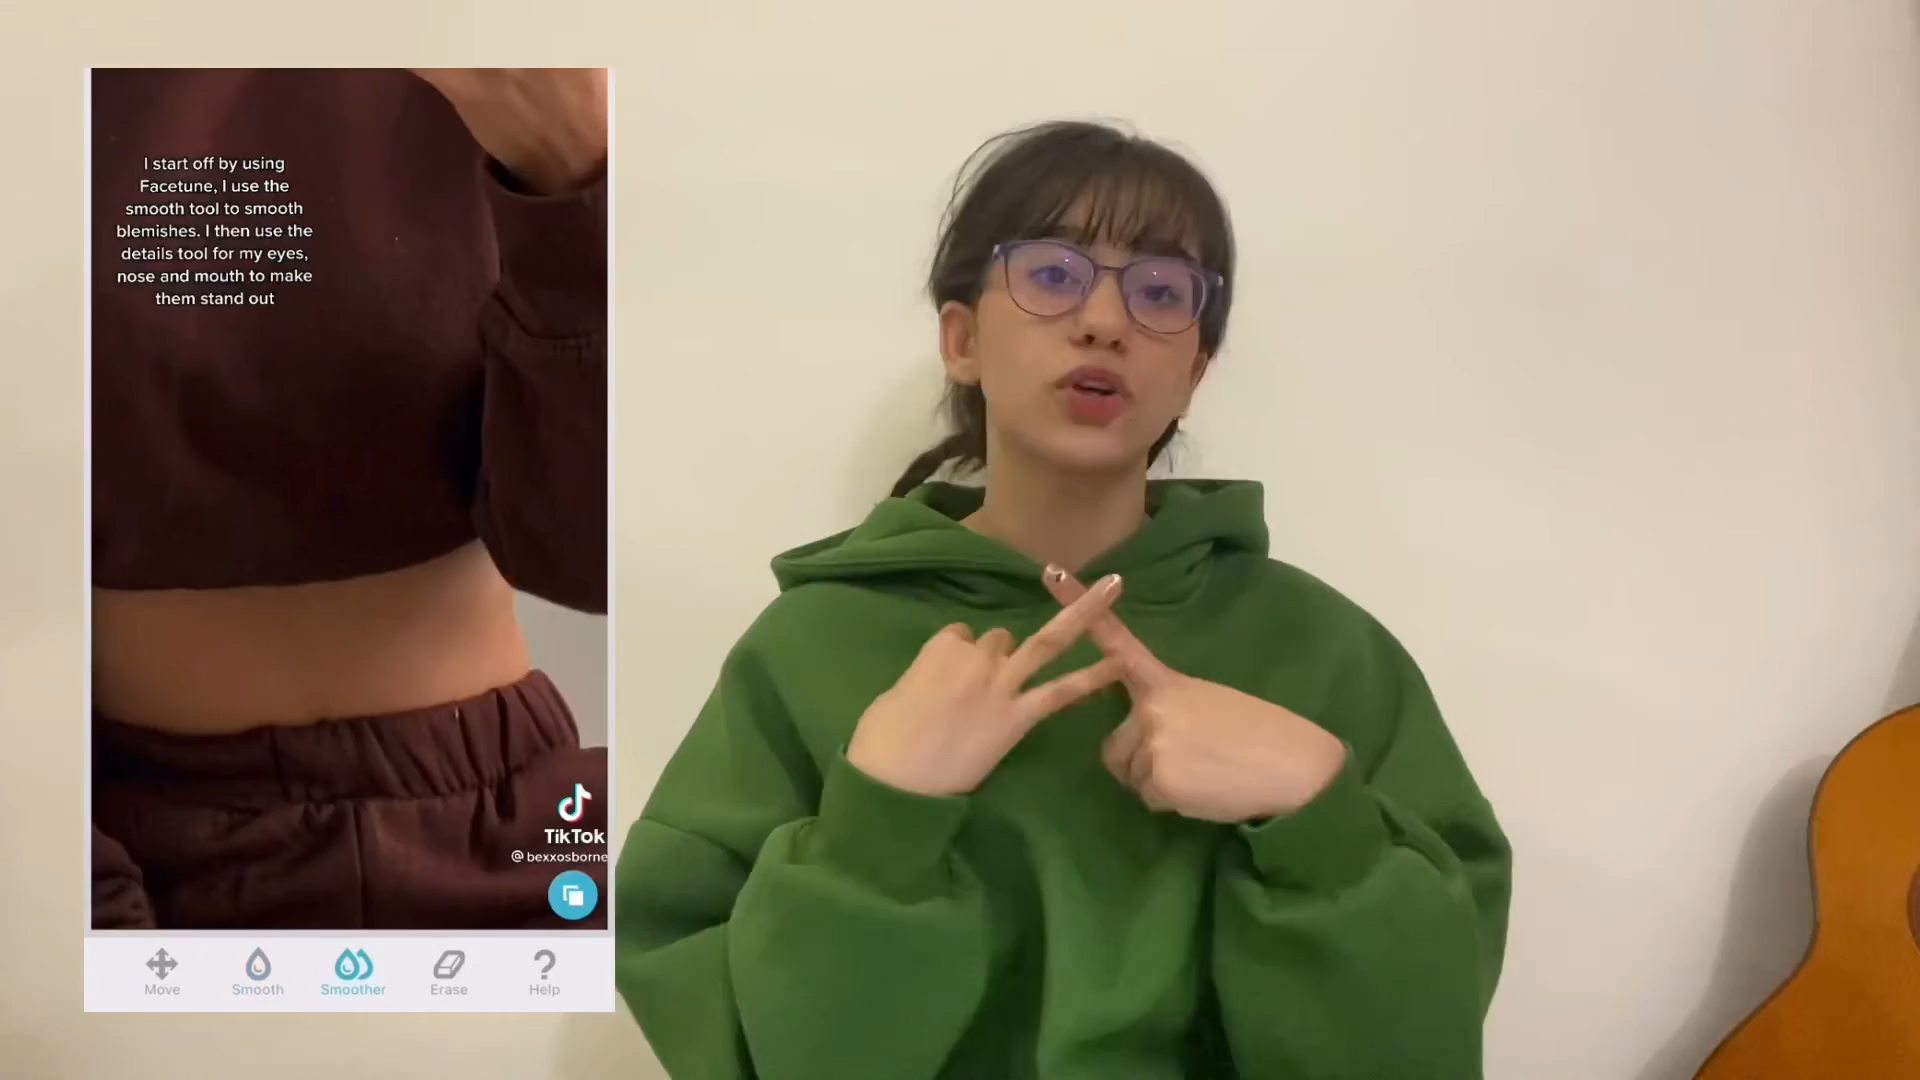 I start off by using
Facetune, I use the
smooth tool to smooth
blemishes. I then use the
details tool for my eyes,
nose and mouth to make
them stand out
TikTok
@bexxosborne
Move
Smooth
Smoother
Erase
Help